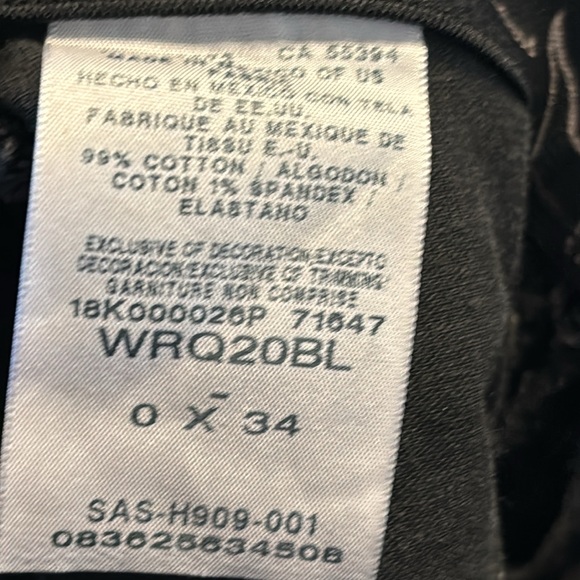 CA 55394
FABRIC OF US
HECHO EN MEXICO CON TELA
DE EE.UU.
FABRIQUE AU MEXIQUE DE
TISSU E.-U.
99% COTTON / ALGODON /
COTON 1% SPANDEX /
ELASTANO
EXCLUSIVE OF DECORATION/EXCEPTO
DECORACION/EXCLUSIVE OF TRIMMING
GARNITURE NON COMPRISE
18K000026P 71647
WRQ20BL
0 X 34
SAS-H909-001
083625634508